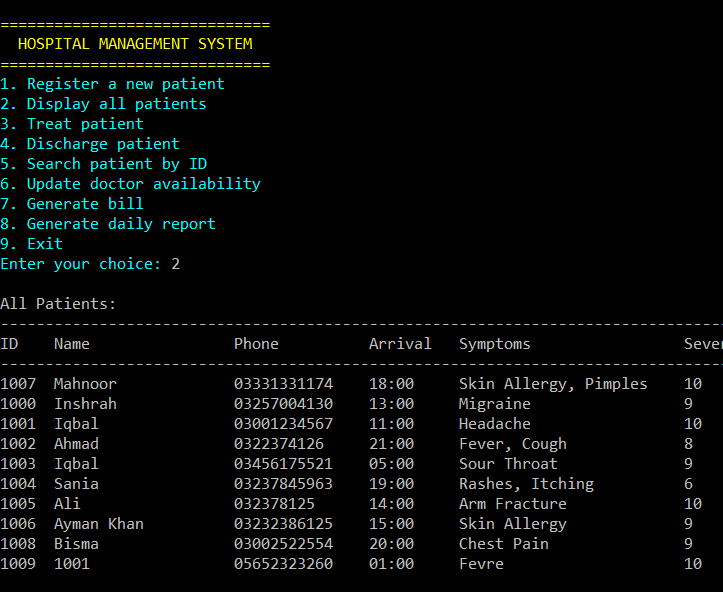 ==============================
HOSPITAL MANAGEMENT SYSTEM
==============================
1. Register a new patient
2. Display all patients
3. Treat patient
4. Discharge patient
5. Search patient by ID
6. Update doctor availability
7. Generate bill
8. Generate daily report
9. Exit
Enter your choice: 2
All Patients:
--------------------------------------------------------------------------------
ID Name Phone Arrival Symptoms Sever
--------------------------------------------------------------------------------
1007 Mahnoor 03331331174 18:00 Skin Allergy, Pimples 10
1000 Inshrah 03257004130 13:00 Migraine 9
1001 Iqbal 03001234567 11:00 Headache 10
1002 Ahmad 0322374126 21:00 Fever, Cough 8
1003 Iqbal 03456175521 05:00 Sour Throat 9
1004 Sania 03237845963 19:00 Rashes, Itching 6
1005 Ali 032378125 14:00 Arm Fracture 10
1006 Ayman Khan 03232386125 15:00 Skin Allergy 9
1008 Bisma 03002522554 20:00 Chest Pain 9
1009 1001 05652323260 01:00 Fevre 10